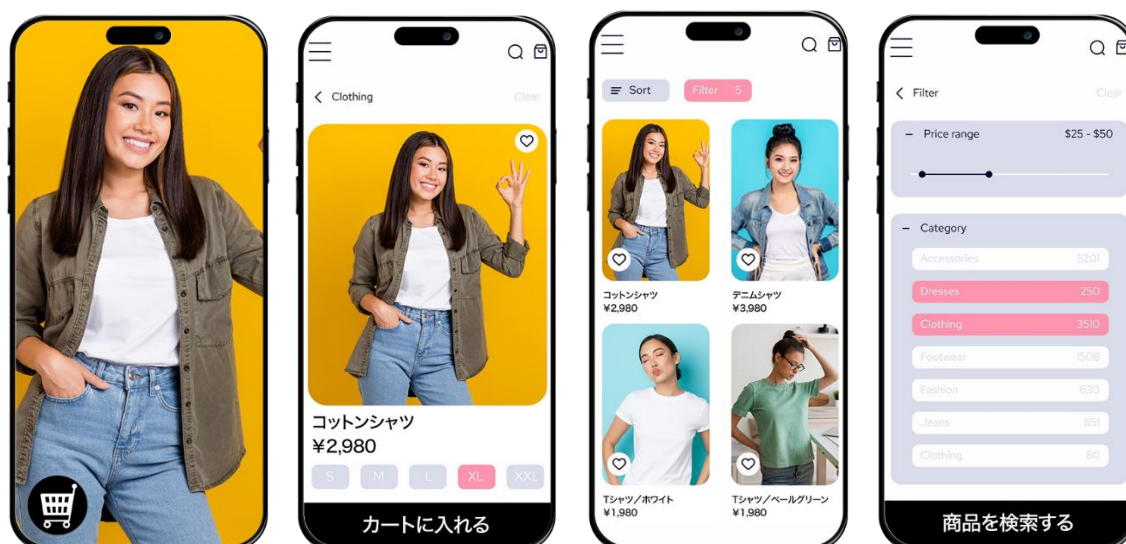 Clothing
Clear
コットンシャツ
¥2,980
S M L XL XXL
カートに入れる
Sort
Filter 5
コットンシャツ
¥2,980
デニムシャツ
¥3,980
Tシャツ／ホワイト
¥1,980
Tシャツ／ペールグリーン
¥1,980
Filter
Clear
Price range $25 - $50
Category
Accessories 5201
Dresses 250
Clothing 3510
Footwear 1508
Fashion 630
Jeans 851
Clothing 80
商品を検索する